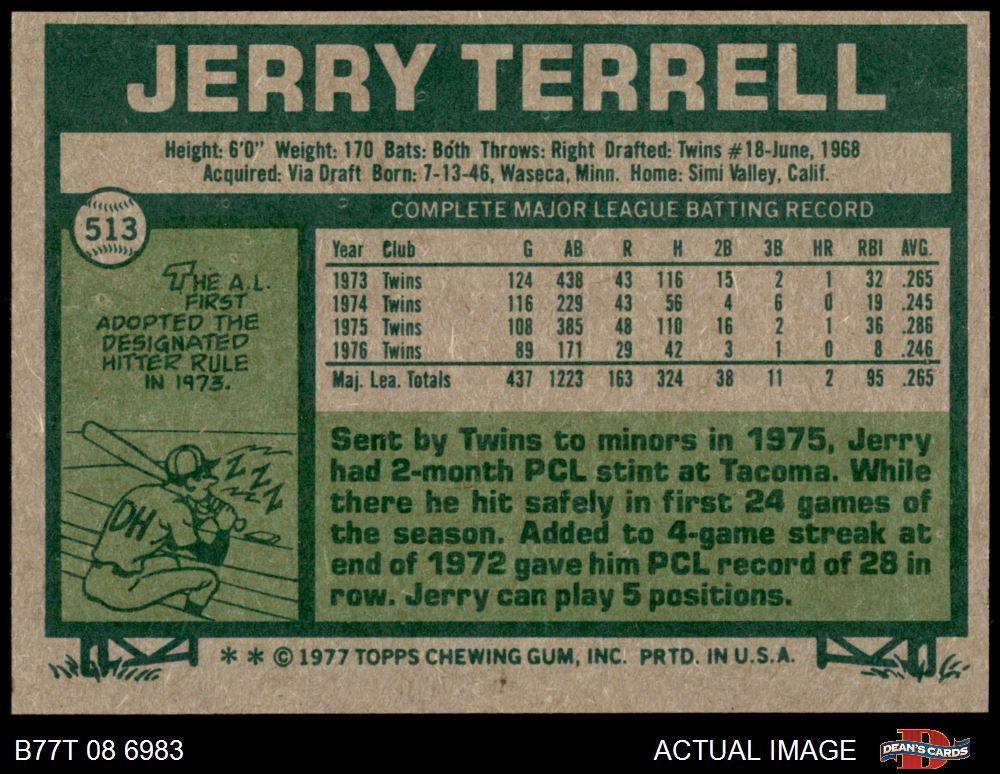 JERRY TERRELL
Height: 6'0" Weight: 170 Bats: Both Throws: Right Drafted: Twins #18-June, 1968
Acquired: Via Draft Born: 7-13-46, Waseca, Minn. Home: Simi Valley, Calif.
513
COMPLETE MAJOR LEAGUE BATTING RECORD
Year Club G AB R H 2B 3B HR RBI AVG.
1973 Twins 124 438 43 116 15 2 1 32 .265
1974 Twins 116 229 43 56 4 6 0 19 .245
1975 Twins 108 385 48 110 16 2 1 36 .286
1976 Twins 89 171 29 42 3 1 0 8 .246
Maj. Lea. Totals 437 1223 163 324 38 11 2 95 .265
THE A.L.
FIRST
ADOPTED THE
DESIGNATED
HITTER RULE
IN 1973.
ZZZZ
DH
Sent by Twins to minors in 1975, Jerry
had 2-month PCL stint at Tacoma. While
there he hit safely in first 24 games of
the season. Added to 4-game streak at
end of 1972 gave him PCL record of 28 in
row. Jerry can play 5 positions.
* * © 1977 TOPPS CHEWING GUM, INC. PRTD. IN U.S.A.
B77T 08 6983
ACTUAL IMAGE
DEAN'S CARDS